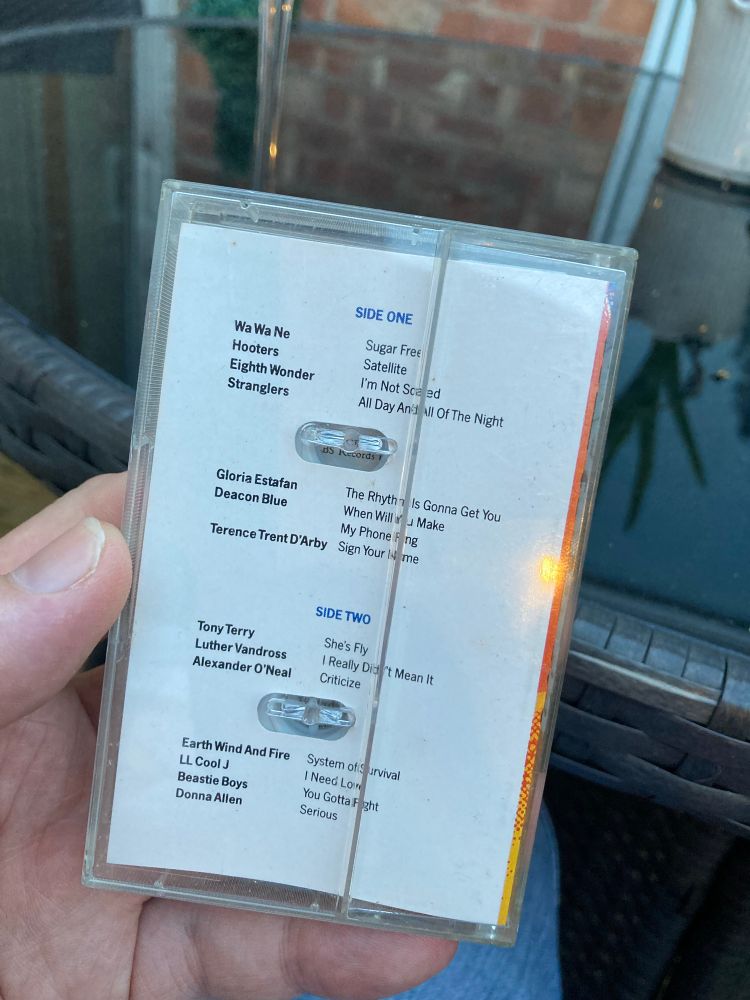 SIDE ONE
Wa Wa Ne Sugar Free
Hooters Satellite
Eighth Wonder I'm Not Scared
Stranglers All Day And All Of The Night
BS Records
Gloria Estafan The Rhythm Is Gonna Get You
Deacon Blue When Will You Make
My Phone Ring
Terence Trent D'Arby Sign Your Name
SIDE TWO
Tony Terry She's Fly
Luther Vandross I Really Didn't Mean It
Alexander O'Neal Criticize
Earth Wind And Fire System of Survival
LL Cool J I Need Love
Beastie Boys You Gotta Fight
Donna Allen Serious